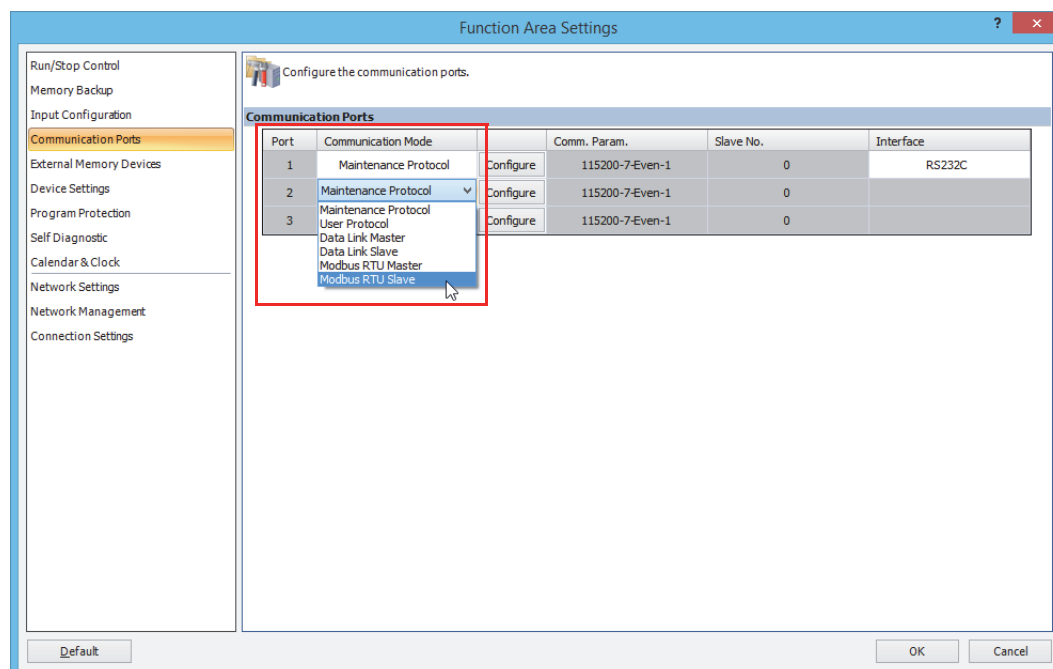 Function Area Settings
?
×
Run/Stop Control
Memory Backup
Input Configuration
Communication Ports
External Memory Devices
Device Settings
Program Protection
Self Diagnostic
Calendar & Clock
Network Settings
Network Management
Connection Settings
Configure the communication ports.
Communication Ports
Port Communication Mode Comm. Param. Slave No. Interface
1 Maintenance Protocol Configure 115200-7-Even-1 0 RS232C
2 Maintenance Protocol Configure 115200-7-Even-1 0
3 Configure 115200-7-Even-1 0
Maintenance Protocol
User Protocol
Data Link Master
Data Link Slave
Modbus RTU Master
Modbus RTU Slave
Default OK Cancel